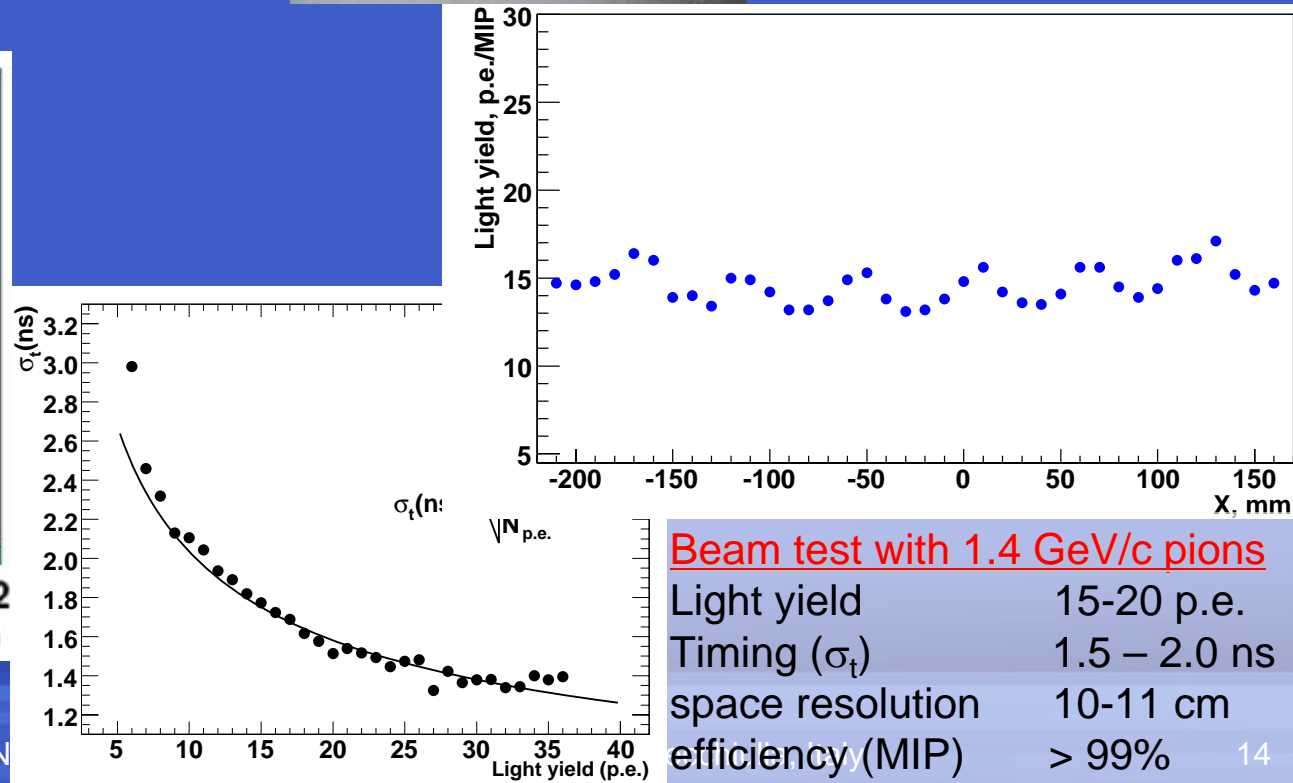 Light yield, p.e./MIP
30
25
20
15
10
5
-200 -150 -100 -50 0 50 100 150
X, mm
σt(ns)
3.2
3.0
2.8
2.6
2.4
2.2
2.0
1.8
1.6
1.4
1.2
σt(ns
√Np.e.
5 10 15 20 25 30 35 40
Light yield (p.e.)
Beam test with 1.4 GeV/c pions
Light yield 15-20 p.e.
Timing (σt) 1.5 – 2.0 ns
space resolution 10-11 cm
efficiency (MIP) > 99%
2
N
14